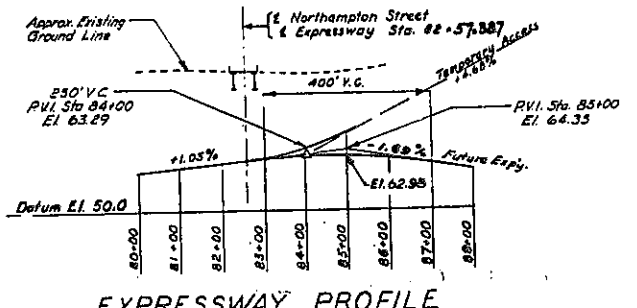 Approx. Existing
Ground Line
℄ Northampton Street
℄ Expressway Sta. 82+57.387
Temporary Access
+4.68%
250' V.C.
P.V.I. Sta 84+00
El. 63.29
400' V.C.
P.V.I. Sta. 85+00
El. 64.35
+1.05%
-1.69%
Future Exp'y.
El. 62.98
Datum El. 50.0
80+00
81+00
82+00
83+00
84+00
85+00
86+00
87+00
88+00
EXPRESSWAY PROFILE